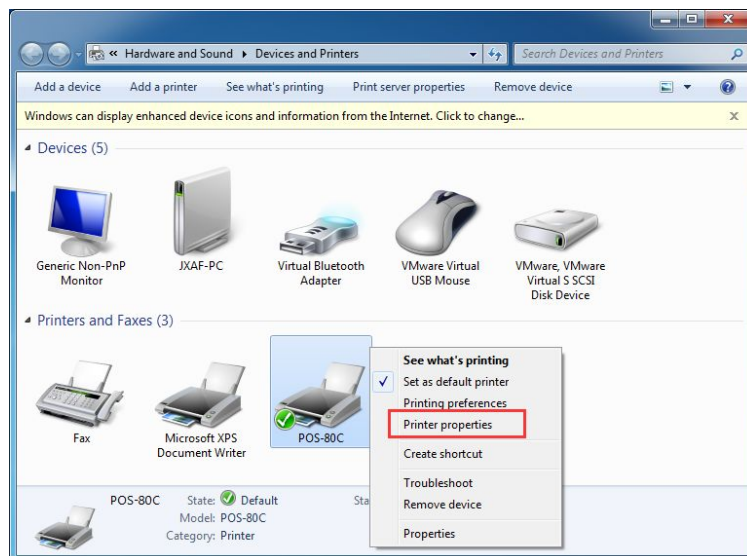 « Hardware and Sound ▸ Devices and Printers
Search Devices and Printers
Add a device Add a printer See what's printing Print server properties Remove device
Windows can display enhanced device icons and information from the Internet. Click to change...
Devices (5)
Generic Non-PnP
Monitor
JXAF-PC
Virtual Bluetooth
Adapter
VMware Virtual
USB Mouse
VMware, VMware
Virtual S SCSI
Disk Device
Printers and Faxes (3)
Fax
Microsoft XPS
Document Writer
POS-80C
See what's printing
Set as default printer
Printing preferences
Printer properties
Create shortcut
Troubleshoot
Remove device
Properties
POS-80C State: Default Sta
Model: POS-80C
Category: Printer